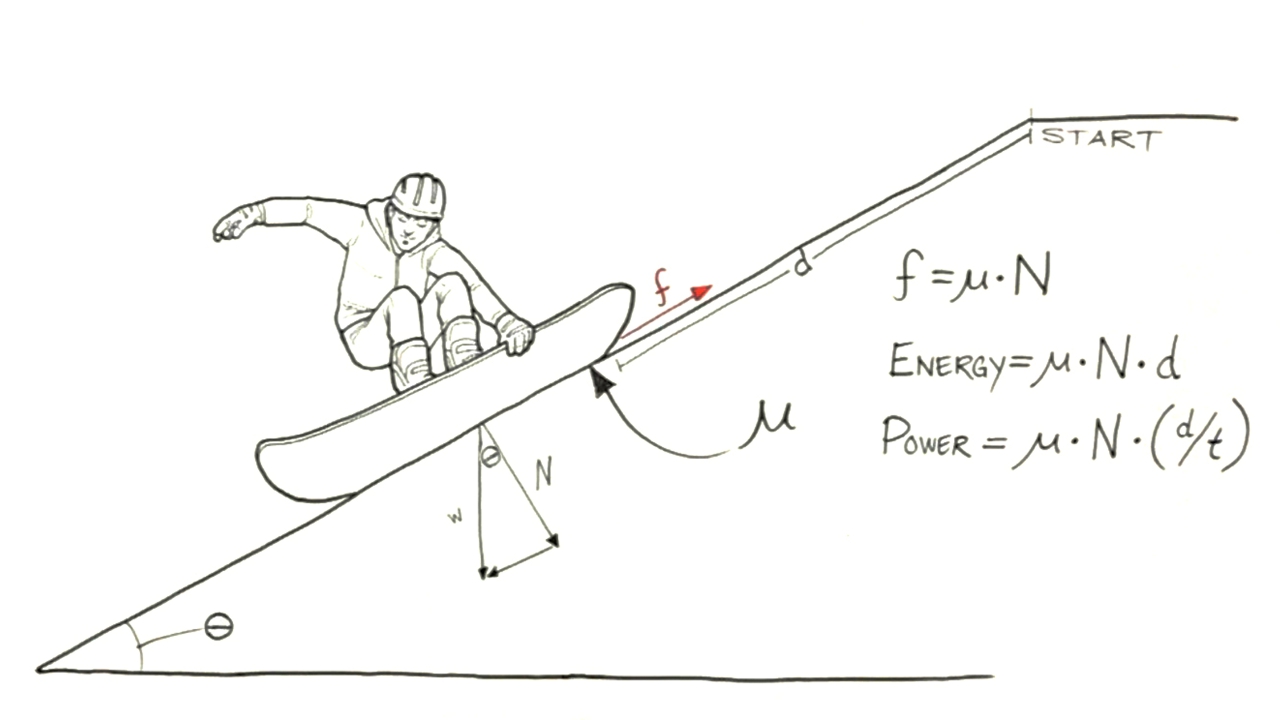 START
d
f
f = μ·N
ENERGY = μ·N·d
POWER = μ·N·(d/t)
μ
θ
N
w
θ